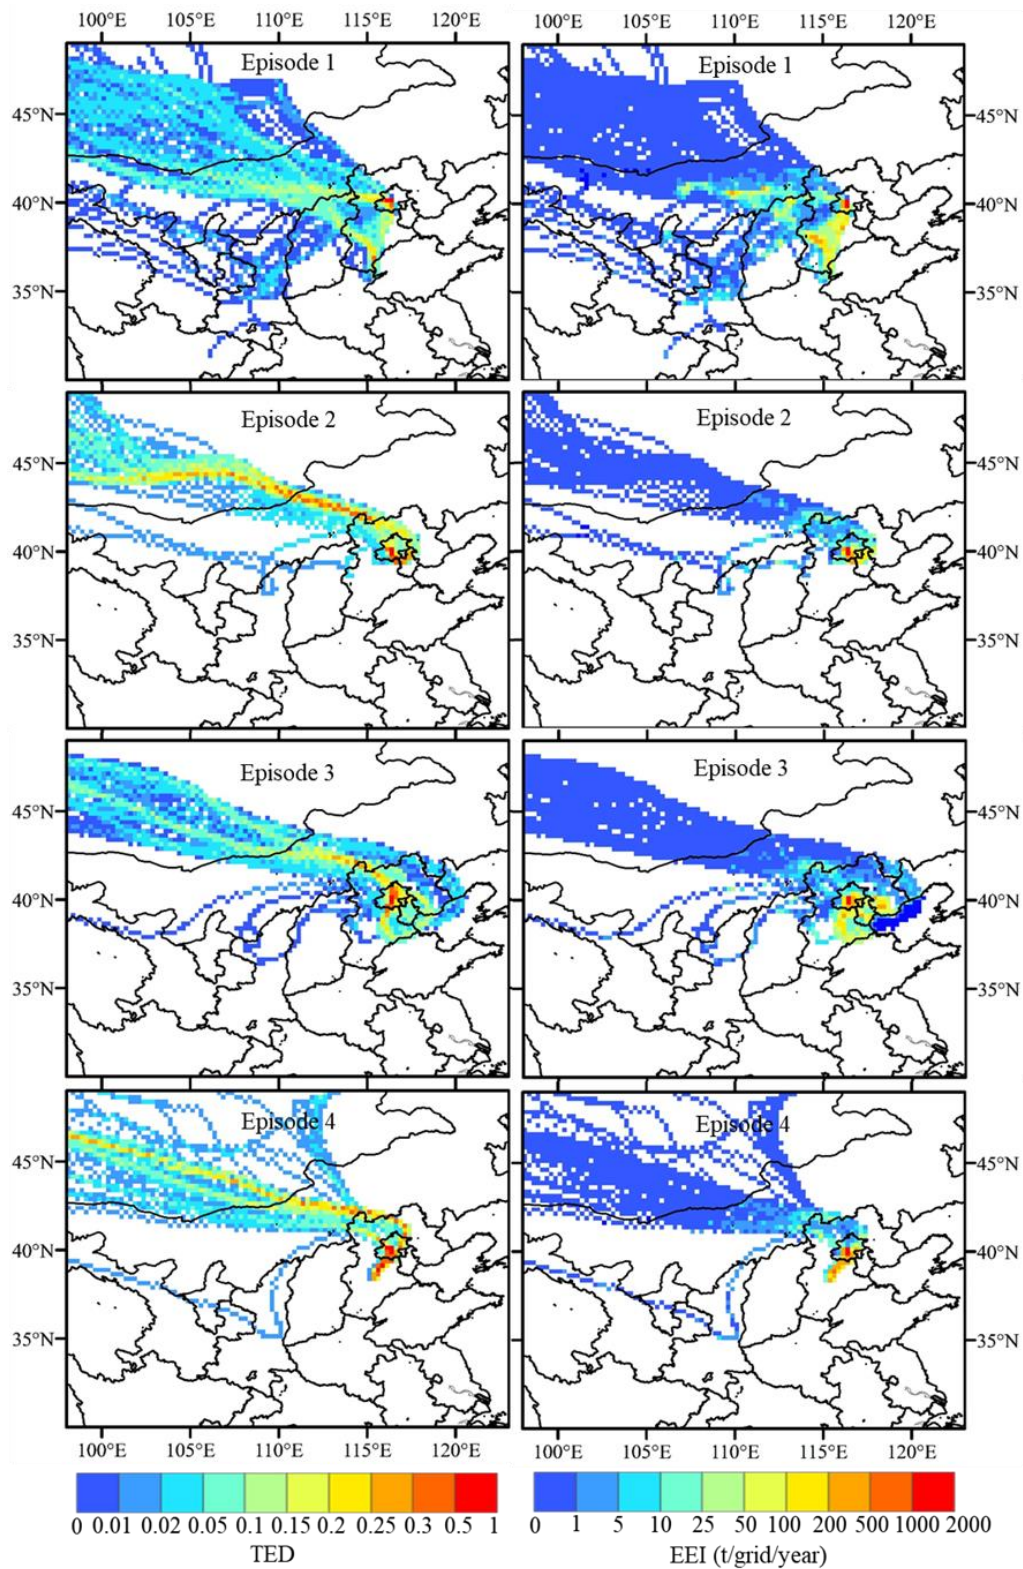 100°E 105°E 110°E 115°E 120°E 100°E 105°E 110°E 115°E 120°E
Episode 1 Episode 1
45°N 45°N
40°N 40°N
35°N 35°N
Episode 2 Episode 2
45°N 45°N
40°N 40°N
35°N 35°N
Episode 3 Episode 3
45°N 45°N
40°N 40°N
35°N 35°N
Episode 4 Episode 4
45°N 45°N
40°N 40°N
35°N 35°N
100°E 105°E 110°E 115°E 120°E 100°E 105°E 110°E 115°E 120°E
0 0.01 0.02 0.05 0.1 0.15 0.2 0.25 0.3 0.5 1 0 1 5 10 25 50 100 200 500 1000 2000
TED EEI (t/grid/year)